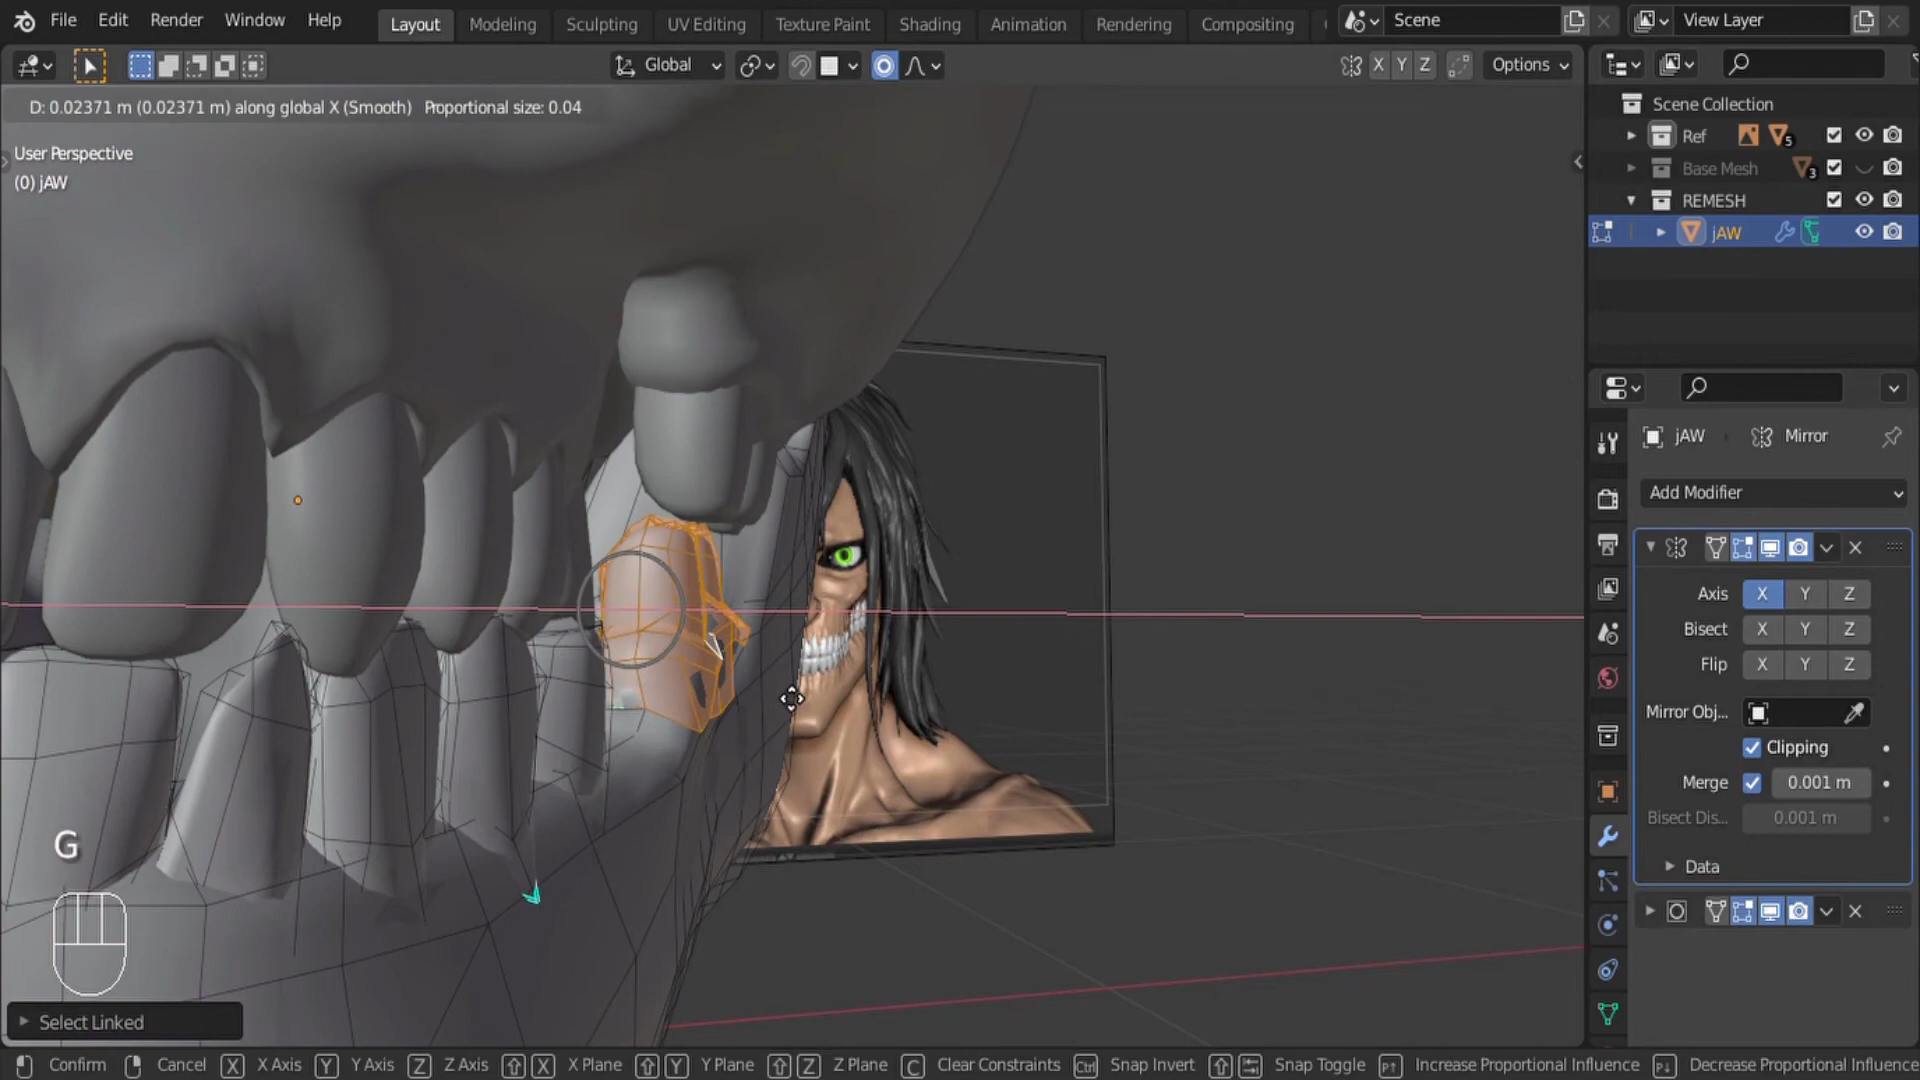 File Edit Render Window Help Layout Modeling Sculpting UV Editing Texture Paint Shading Animation Rendering Compositing Scene View Layer
Global X Y Z Options
D: 0.02371 m (0.02371 m) along global X (Smooth) Proportional size: 0.04
User Perspective
(0) jAW
Scene Collection
Ref 5
Base Mesh 3
REMESH
jAW
jAW Mirror
Add Modifier
Axis X Y Z
Bisect X Y Z
Flip X Y Z
Mirror Obj...
Clipping
Merge 0.001 m
Bisect Dis... 0.001 m
Data
G
Select Linked
Confirm Cancel X X Axis Y Y Axis Z Z Axis X X Plane Y Y Plane Z Z Plane C Clear Constraints Ctrl Snap Invert Snap Toggle P↑ Increase Proportional Influence P↓ Decrease Proportional Influence